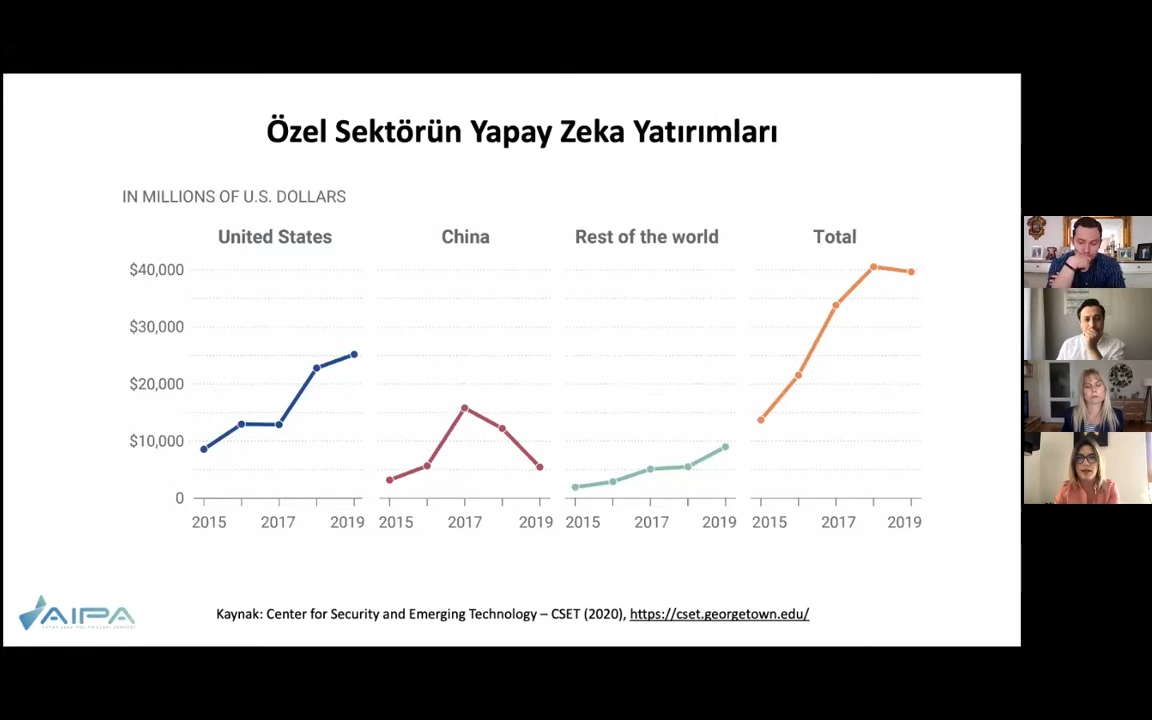 Özel Sektörün Yapay Zeka Yatırımları
IN MILLIONS OF U.S. DOLLARS
United States China Rest of the world Total
$40,000
$30,000
$20,000
$10,000
0
2015 2017 2019 2015 2017 2019 2015 2017 2019 2015 2017 2019
AIPA
Kaynak: Center for Security and Emerging Technology – CSET (2020), https://cset.georgetown.edu/